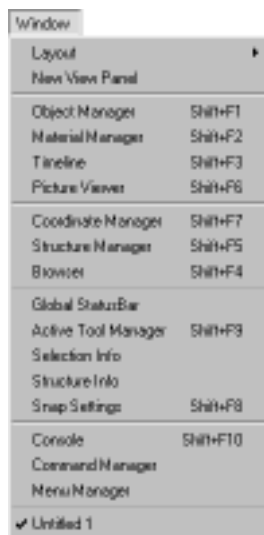 Window
Layout
New View Panel
Object Manager Shift+F1
Material Manager Shift+F2
Timeline Shift+F3
Picture Viewer Shift+F6
Coordinate Manager Shift+F7
Structure Manager Shift+F5
Browser Shift+F4
Global StatusBar
Active Tool Manager Shift+F9
Selection Info
Structure Info
Snap Settings Shift+F8
Console Shift+F10
Command Manager
Menu Manager
✔ Untitled 1